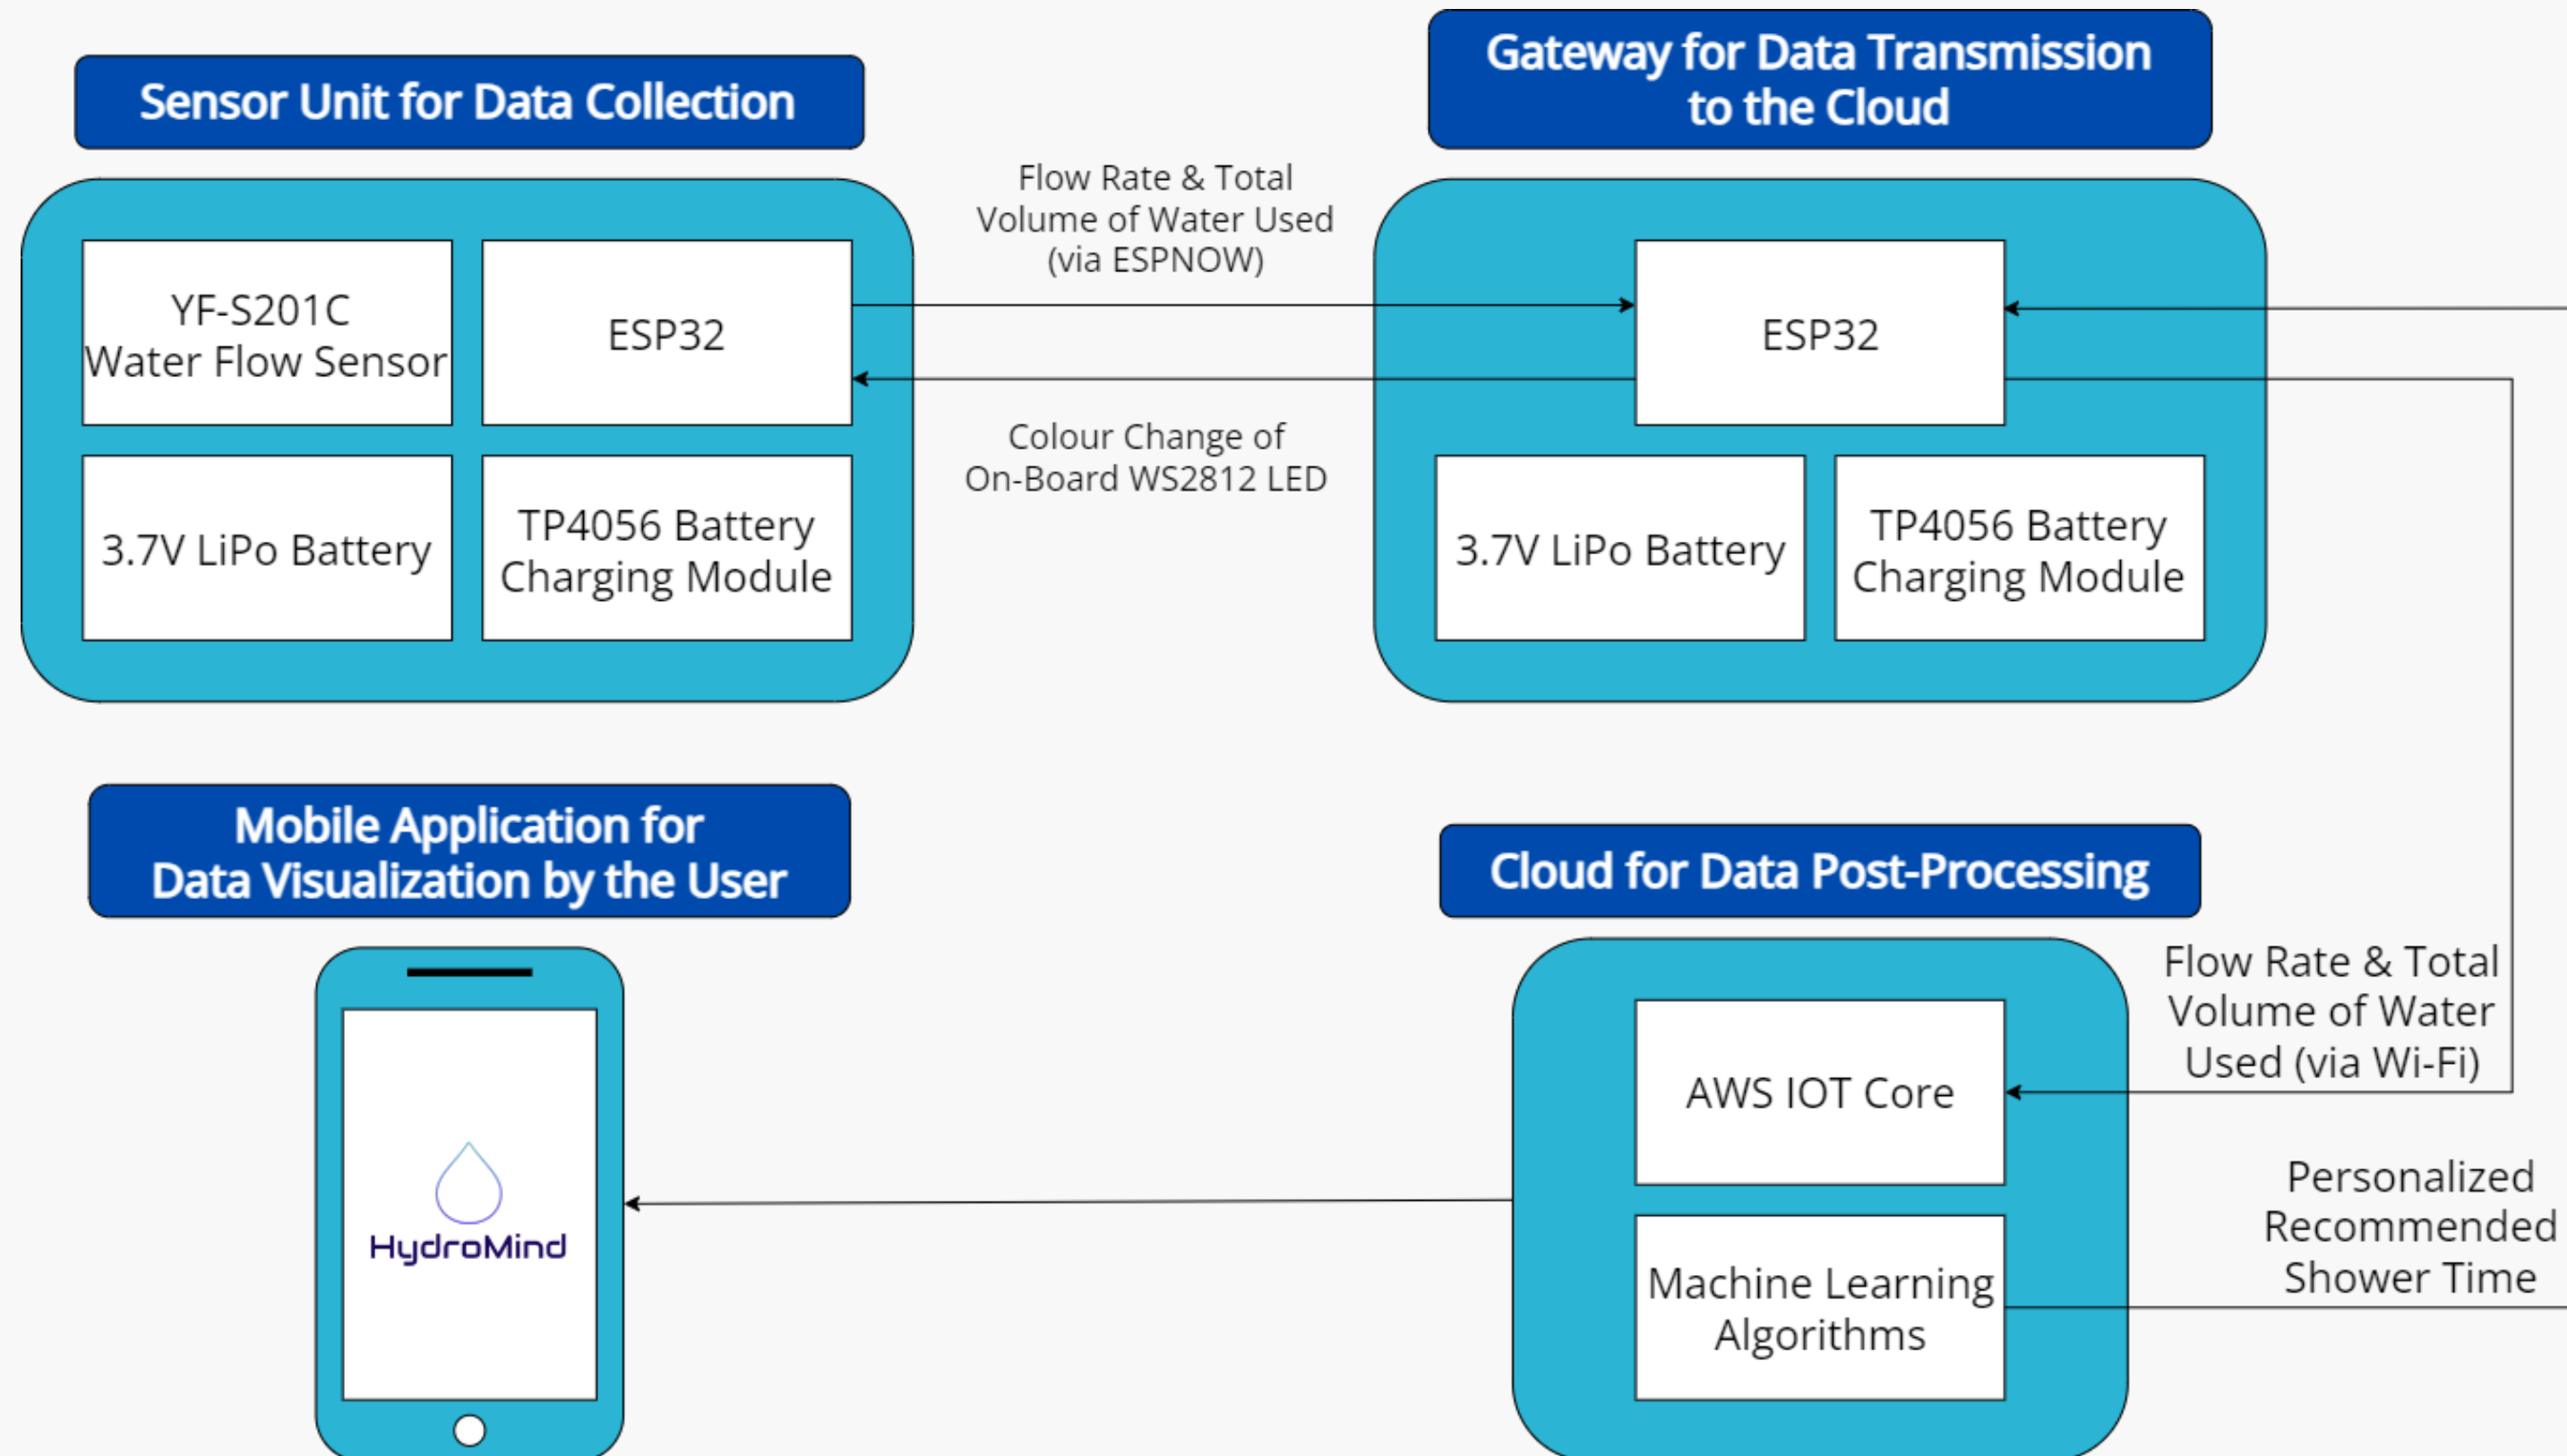 Sensor Unit for Data Collection
Gateway for Data Transmission
to the Cloud
Flow Rate & Total
Volume of Water Used
(via ESPNOW)
YF-S201C
Water Flow Sensor
ESP32
ESP32
Colour Change of
On-Board WS2812 LED
3.7V LiPo Battery
TP4056 Battery
Charging Module
3.7V LiPo Battery
TP4056 Battery
Charging Module
Mobile Application for
Data Visualization by the User
Cloud for Data Post-Processing
Flow Rate & Total
Volume of Water
Used (via Wi-Fi)
AWS IOT Core
Personalized
Recommended
Shower Time
HydroMind
Machine Learning
Algorithms